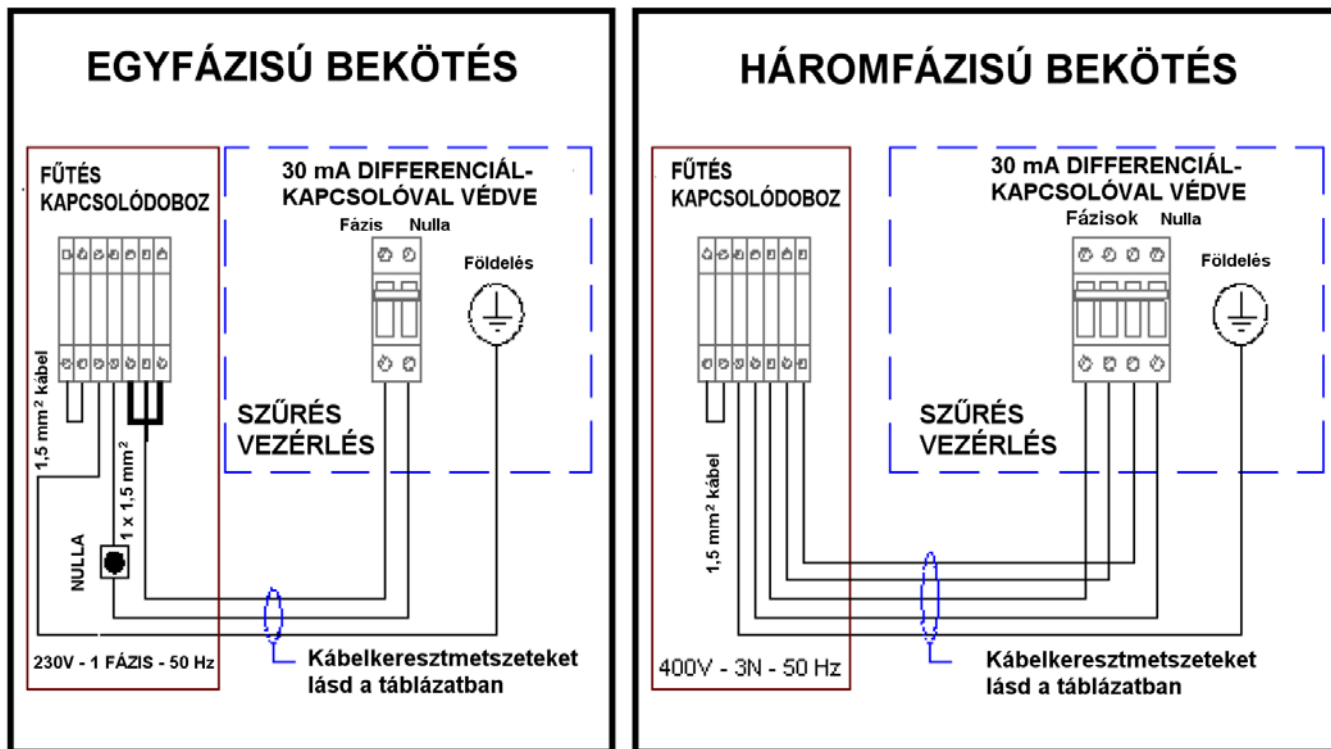 EGYFÁZISÚ BEKÖTÉS
FŰTÉS
KAPCSOLÓDOBOZ
30 mA DIFFERENCIÁL-
KAPCSOLÓVAL VÉDVE
Fázis Nulla
Földelés
SZŰRÉS
VEZÉRLÉS
1,5 mm² kábel
1 x 1,5 mm²
NULLA
230V - 1 FÁZIS - 50 Hz
Kábelkeresztmetszeteket
lásd a táblázatban
HÁROMFÁZISÚ BEKÖTÉS
FŰTÉS
KAPCSOLÓDOBOZ
30 mA DIFFERENCIÁL-
KAPCSOLÓVAL VÉDVE
Fázisok Nulla
Földelés
SZŰRÉS
VEZÉRLÉS
1,5 mm² kábel
400V - 3N - 50 Hz
Kábelkeresztmetszeteket
lásd a táblázatban